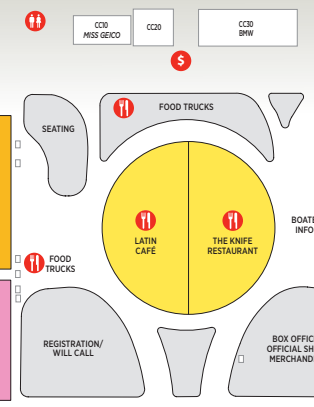 CC10
MISS GEICO
CC20
CC30
BMW
$
FOOD TRUCKS
SEATING
LATIN
CAFÉ
THE KNIFE
RESTAURANT
BOATE
INFO
FOOD
TRUCKS
REGISTRATION/
WILL CALL
BOX OFFIC
OFFICIAL SH
MERCHAND